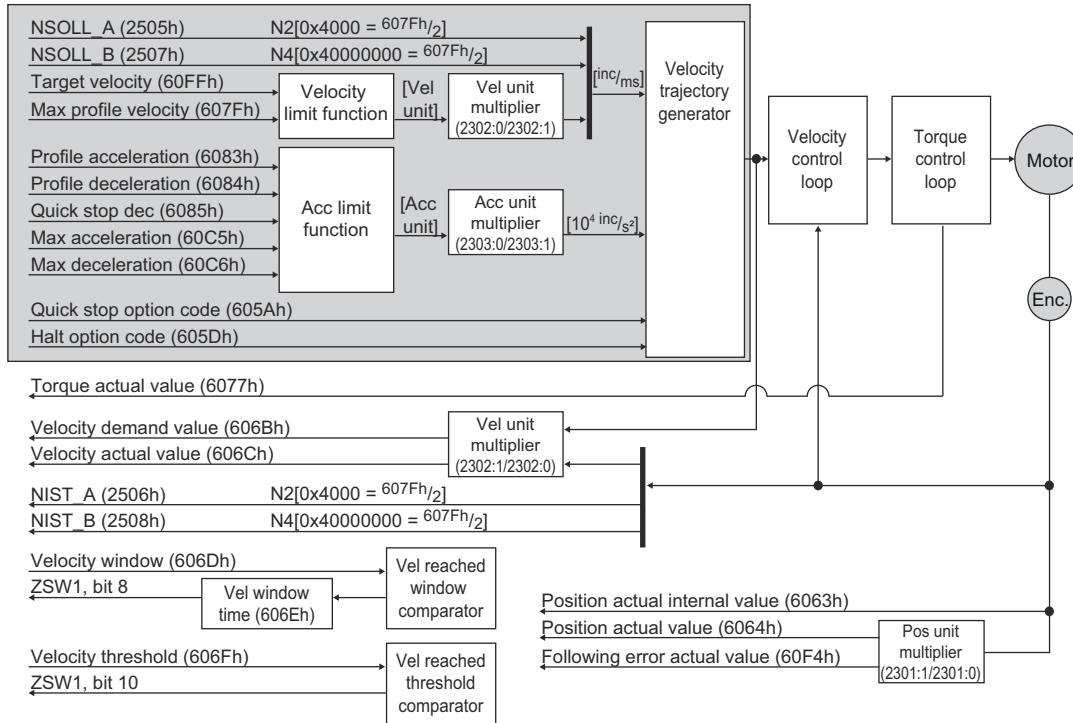 NSOLL_A (2505h) N2[0x4000 = 607Fh/2]
NSOLL_B (2507h) N4[0x40000000 = 607Fh/2]
Target velocity (60FFh)
Max profile velocity (607Fh)
Velocity
limit function
[Vel
unit]
Vel unit
multiplier
(2302:0/2302:1)
[inc/ms]
Velocity
trajectory
generator
Profile acceleration (6083h)
Profile deceleration (6084h)
Quick stop dec (6085h)
Max acceleration (60C5h)
Max deceleration (60C6h)
Acc limit
function
[Acc
unit]
Acc unit
multiplier
(2303:0/2303:1)
[10⁴ inc/s²]
Quick stop option code (605Ah)
Halt option code (605Dh)
Velocity
control
loop
Torque
control
loop
Motor
Enc.
Torque actual value (6077h)
Velocity demand value (606Bh)
Velocity actual value (606Ch)
Vel unit
multiplier
(2302:1/2302:0)
NIST_A (2506h) N2[0x4000 = 607Fh/2]
NIST_B (2508h) N4[0x40000000 = 607Fh/2]
Velocity window (606Dh)
ZSW1, bit 8
Vel window
time (606Eh)
Vel reached
window
comparator
Velocity threshold (606Fh)
ZSW1, bit 10
Vel reached
threshold
comparator
Position actual internal value (6063h)
Position actual value (6064h)
Following error actual value (60F4h)
Pos unit
multiplier
(2301:1/2301:0)